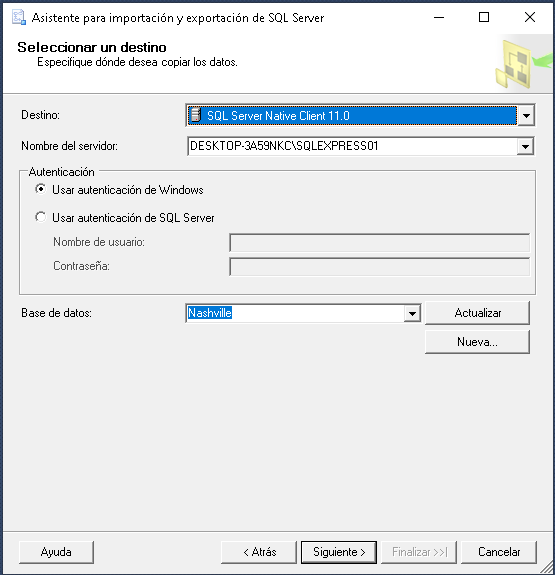 Asistente para importación y exportación de SQL Server
Seleccionar un destino
Especifique dónde desea copiar los datos.
Destino: SQL Server Native Client 11.0
Nombre del servidor: DESKTOP-3A59NKC\SQLEXPRESS01
Autenticación
Usar autenticación de Windows
Usar autenticación de SQL Server
Nombre de usuario:
Contraseña:
Base de datos: Nashville Actualizar
Nueva...
Ayuda < Atrás Siguiente > Finalizar >>| Cancelar